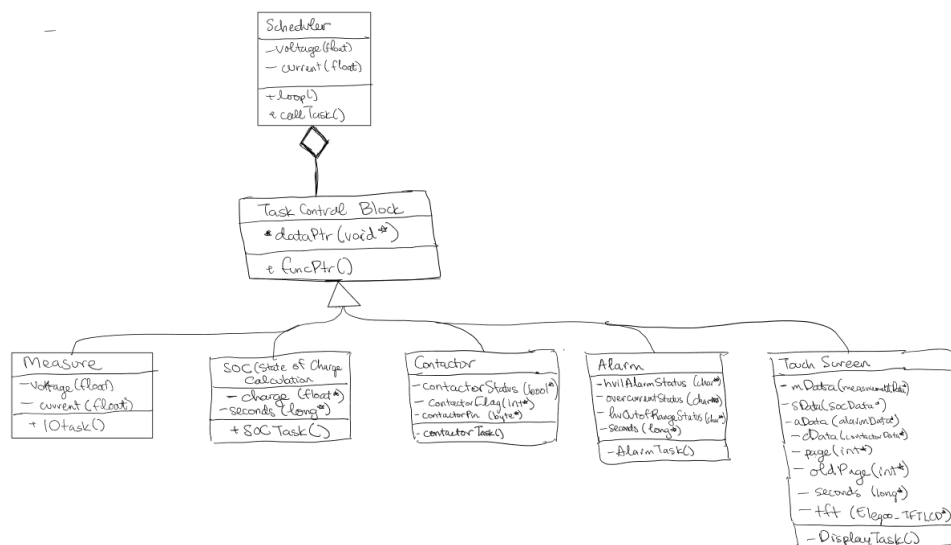 Scheduler
- Voltage (float)
- current (float)
+ loop()
+ callTask()
Task Control Block
* dataPtr (void*)
+ funcPtr()
Measure
- Voltage (float)
- current (float)
+ IOtask()
SOC (State of Charge
Calculation
- charge (float*)
- seconds (long*)
+ SOCTask()
Contactor
- contactorStatus (bool*
- ContactorFlag (int*)
- contactorPin (byte*)
- contactorTask()
Alarm
- hvilAlarmStatus (char*)
- overcurrentStatus (char*)
- hvOutofRangeStatus (char*)
- seconds (long*)
- AlarmTask()
Touch Screen
- mData (
- sData (socData*)
- aData (alarmData*)
- cData (contactorData*)
- page (int*)
- oldPage (int*)
- seconds (long*)
- tft (Elegoo_TFTLCD*)
- DisplayTask()